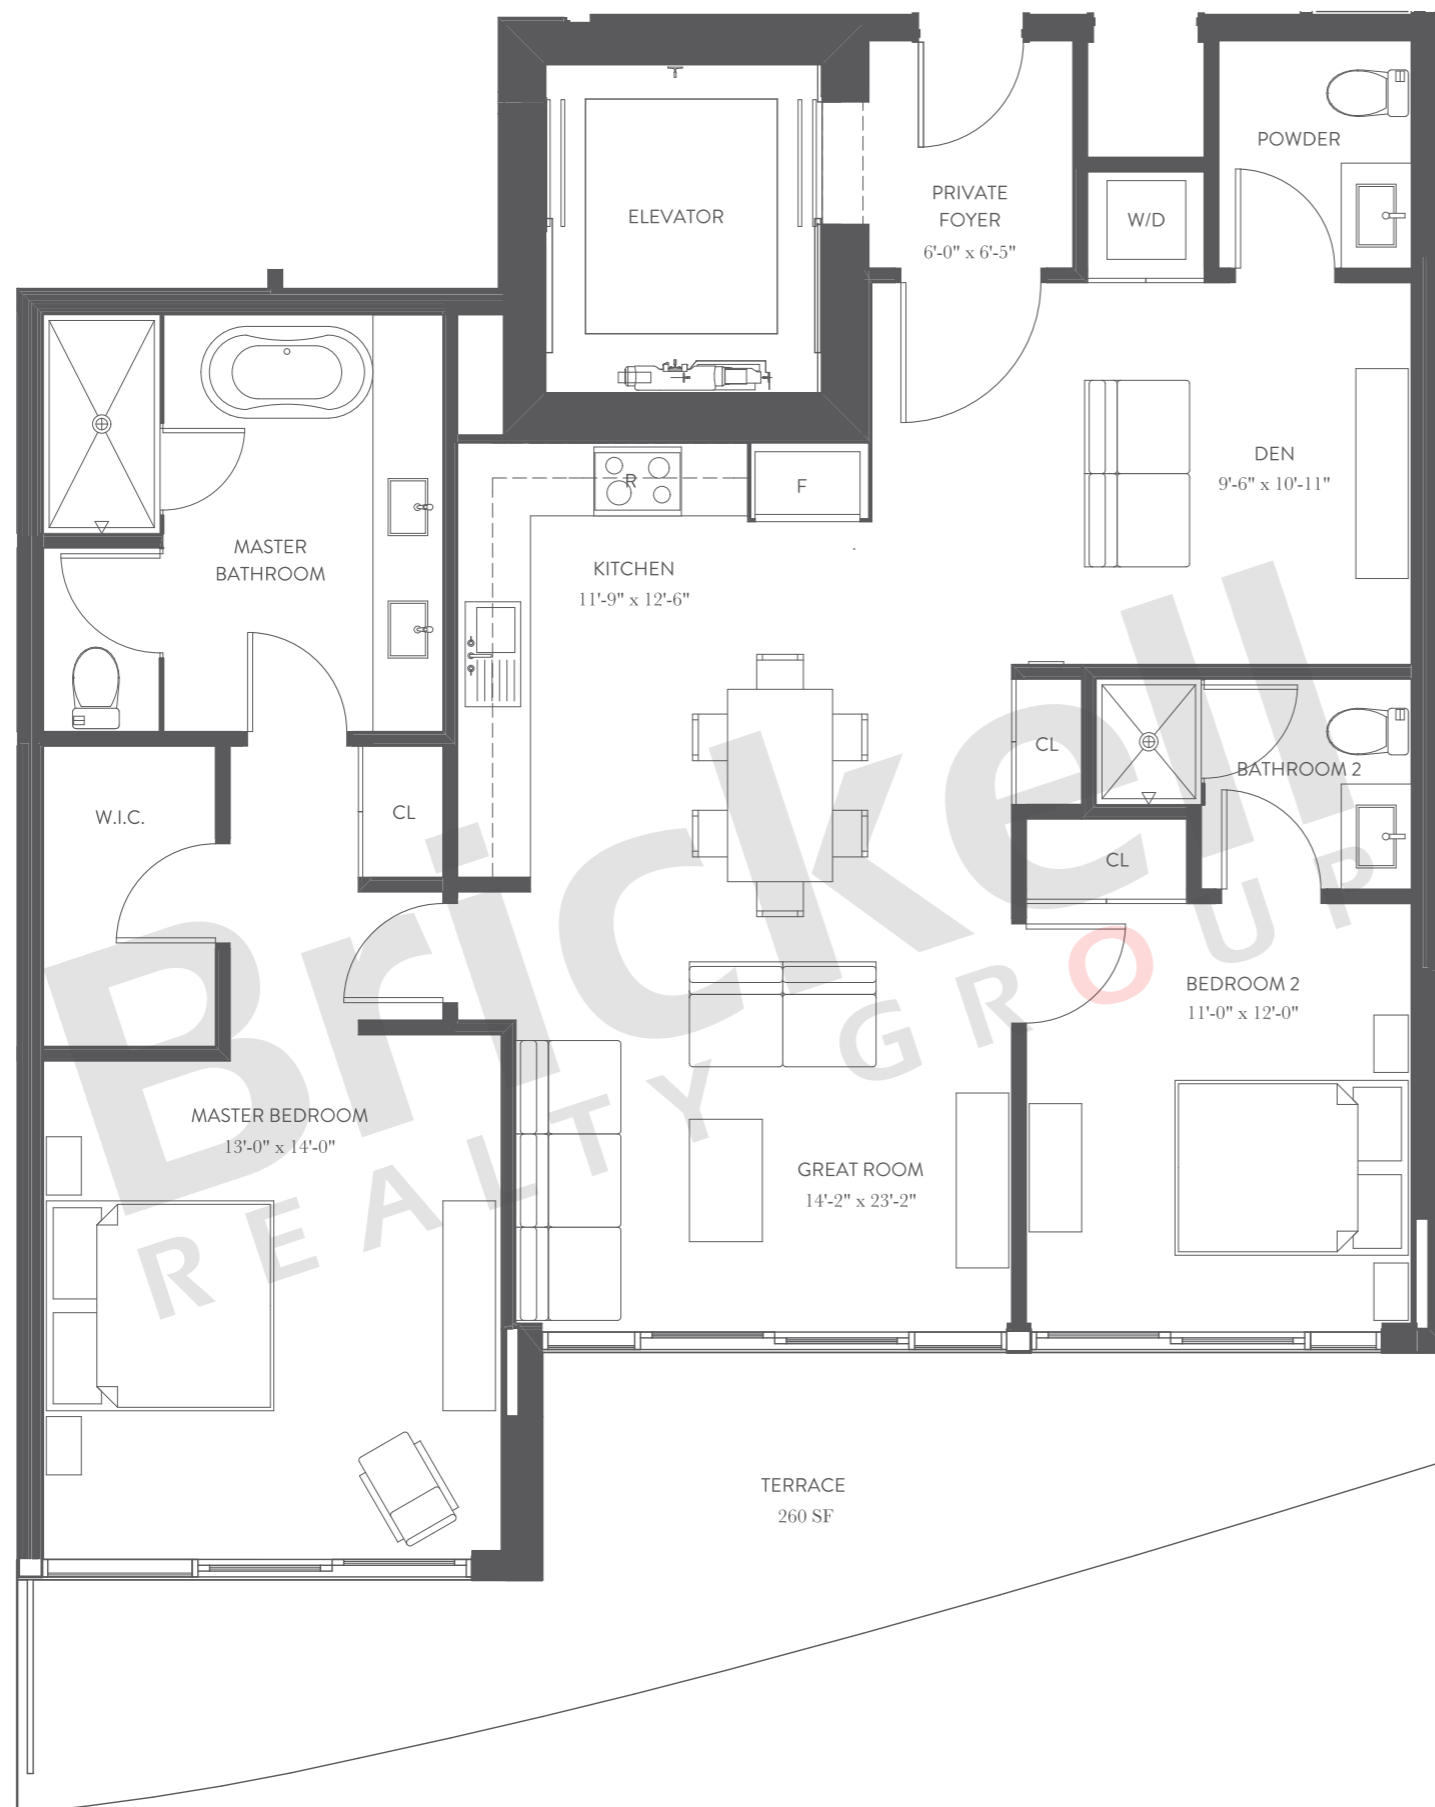 POWDER
PRIVATE
FOYER
6'-0" x 6'-5"
ELEVATOR
W/D
DEN
9'-6" x 10'-11"
R
F
MASTER
BATHROOM
KITCHEN
11'-9" x 12'-6"
CL
BATHROOM 2
W.I.C.
CL
CL
Brickell
REALTY GROUP
BEDROOM 2
11'-0" x 12'-0"
MASTER BEDROOM
13'-0" x 14'-0"
GREAT ROOM
14'-2" x 23'-2"
TERRACE
260 SF